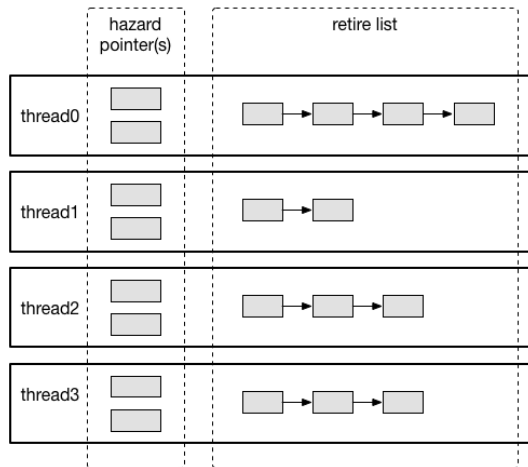 hazard
pointer(s)
retire list
thread0
thread1
thread2
thread3